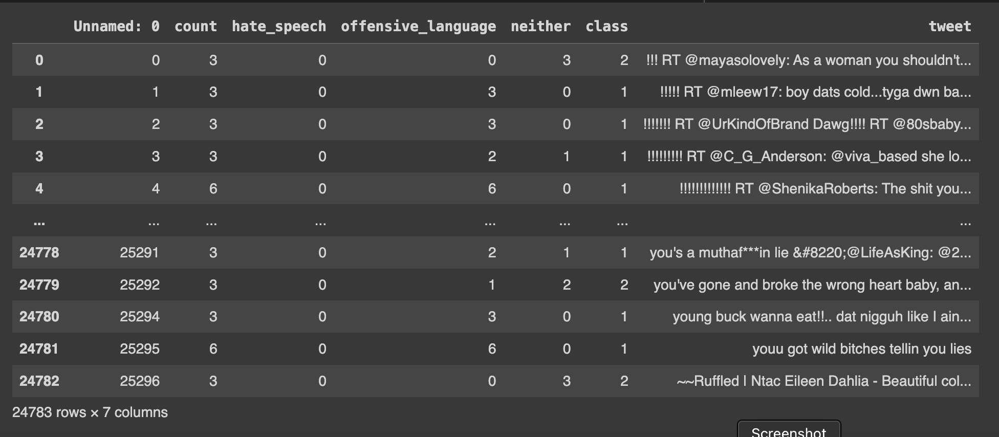 Unnamed: 0 count hate_speech offensive_language neither class tweet
0 0 3 0 0 3 2 !!! RT @mayasolovely: As a woman you shouldn't...
1 1 3 0 3 0 1 !!!!! RT @mleew17: boy dats cold...tyga dwn ba...
2 2 3 0 3 0 1 !!!!!!! RT @UrKindOfBrand Dawg!!!! RT @80sbaby...
3 3 3 0 2 1 1 !!!!!!!!! RT @C_G_Anderson: @viva_based she lo...
4 4 6 0 6 0 1 !!!!!!!!!!!!! RT @ShenikaRoberts: The shit you...
... ... ... ... ... ... ... ...
24778 25291 3 0 2 1 1 you's a muthaf***in lie &#8220;@LifeAsKing: @2...
24779 25292 3 0 1 2 2 you've gone and broke the wrong heart baby, an...
24780 25294 3 0 3 0 1 young buck wanna eat!!.. dat nigguh like I ain...
24781 25295 6 0 6 0 1 youu got wild bitches tellin you lies
24782 25296 3 0 0 3 2 ~~Ruffled | Ntac Eileen Dahlia - Beautiful col...
24783 rows × 7 columns
Screenshot